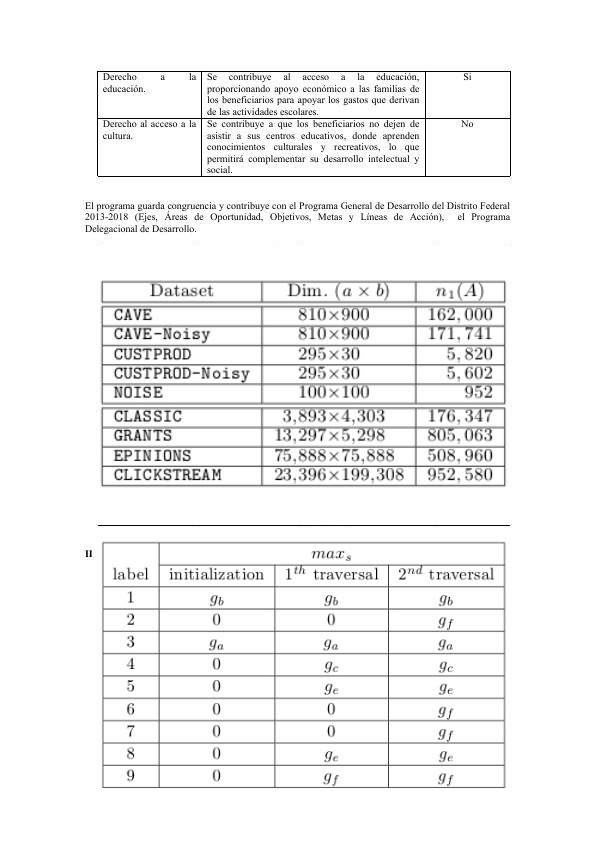 Derecho a la educación.
Se contribuye al acceso a la educación,
proporcionando apoyo económico a las familias de
los beneficiarios para apoyar los gastos que derivan
de las actividades escolares.
Si
Derecho al acceso a la cultura.
Se contribuye a que los beneficiarios no dejen de
asistir a sus centros educativos, donde aprenden
conocimientos culturales y recreativos, lo que
permitirá complementar su desarrollo intelectual y
social.
No
El programa guarda congruencia y contribuye con el Programa General de Desarrollo del Distrito Federal
2013-2018 (Ejes, Áreas de Oportunidad, Objetivos, Metas y Líneas de Acción), el Programa
Delegacional de Desarrollo.
Dataset Dim. (a × b) n₁(A)
CAVE 810×900 162,000
CAVE-Noisy 810×900 171,741
CUSTPROD 295×30 5,820
CUSTPROD-Noisy 295×30 5,602
NOISE 100×100 952
CLASSIC 3,893×4,303 176,347
GRANTS 13,297×5,298 805,063
EPINIONS 75,888×75,888 508,960
CLICKSTREAM 23,396×199,308 952,580
II
max_s
label initialization 1^th traversal 2^nd traversal
1 g_b g_b g_b
2 0 0 g_f
3 g_a g_a g_a
4 0 g_c g_c
5 0 g_e g_e
6 0 0 g_f
7 0 0 g_f
8 0 g_e g_e
9 0 g_f g_f